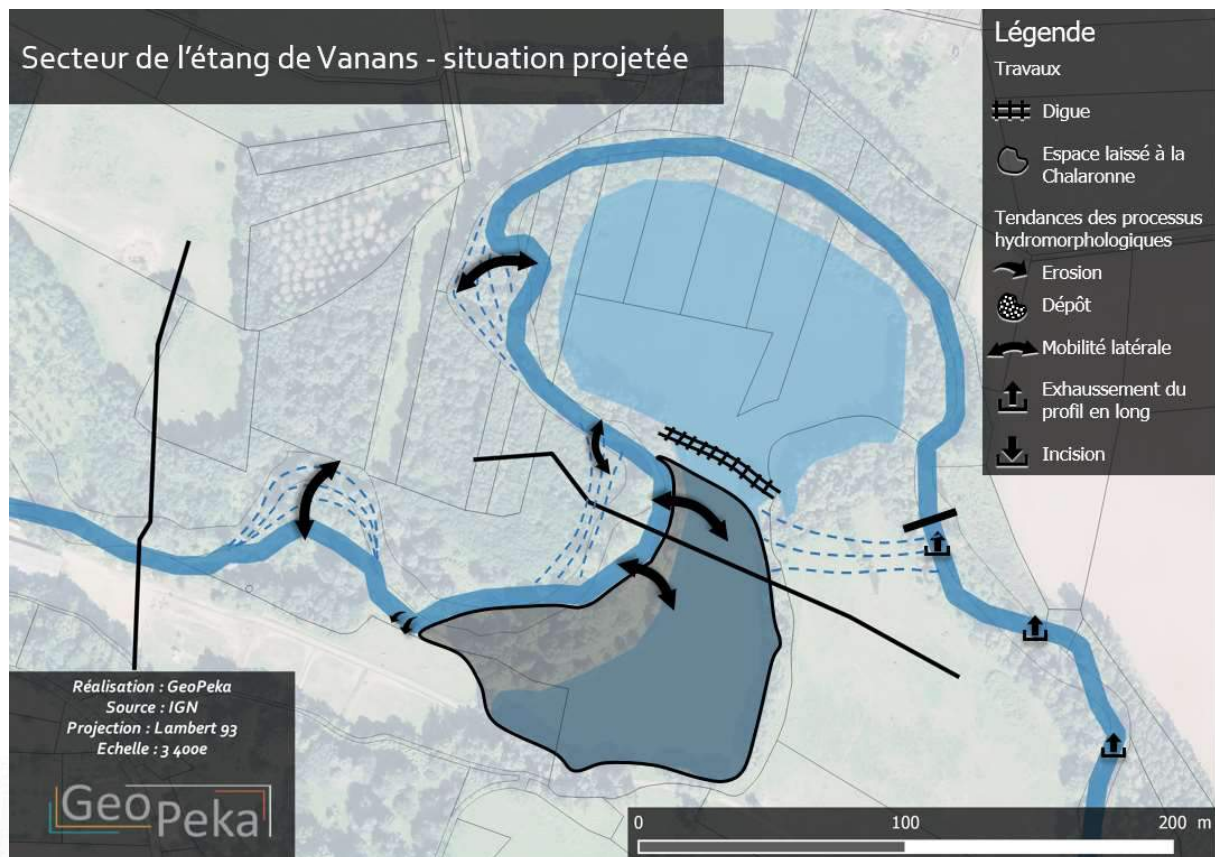 Secteur de l'étang de Vanans - situation projetée
Légende
Travaux
Digue
Espace laissé à la
Chalaronne
Tendances des processus
hydromorphologiques
Erosion
Dépôt
Mobilité latérale
Exhaussement du
profil en long
Incision
Réalisation : GeoPeka
Source : IGN
Projection : Lambert 93
Echelle : 3 400e
GeoPeka
0 100 200 m